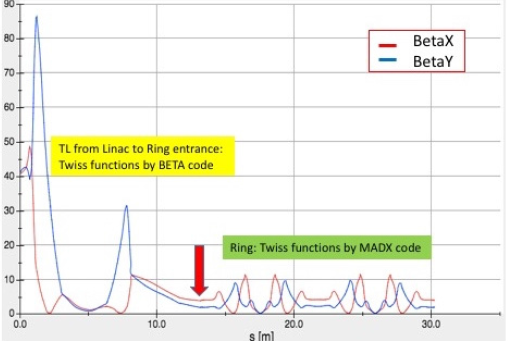 90
80
70
60
50
40
30
20
10
0
BetaX
BetaY
TL from Linac to Ring entrance:
Twiss functions by BETA code
Ring: Twiss functions by MADX code
0.0 10.0 20.0 30.0
s [m]